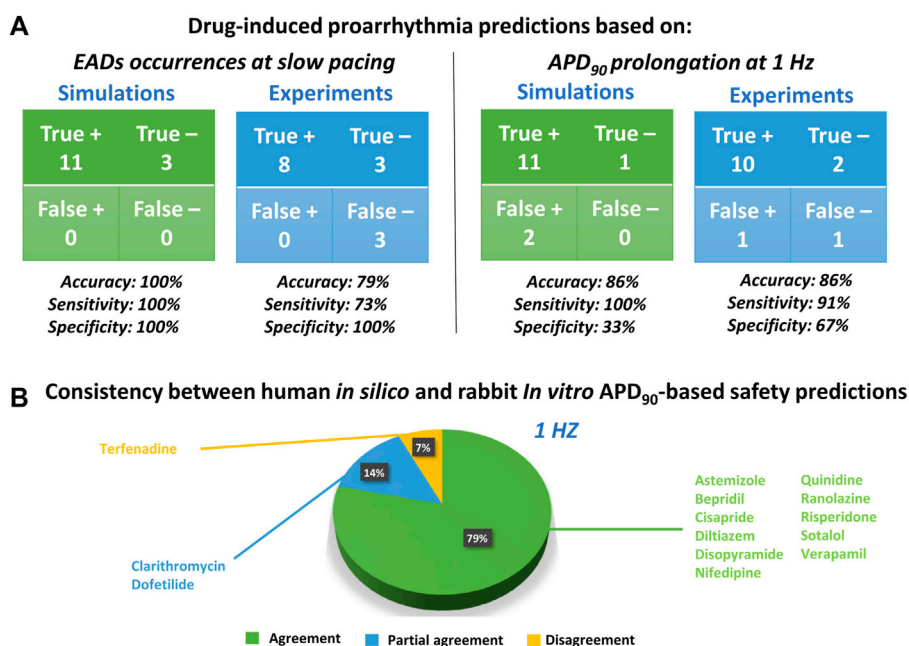 A
Drug-induced proarrhythmia predictions based on:
EADs occurrences at slow pacing
Simulations
True +
11
True –
3
False +
0
False –
0
Accuracy: 100%
Sensitivity: 100%
Specificity: 100%
Experiments
True +
8
True –
3
False +
0
False –
3
Accuracy: 79%
Sensitivity: 73%
Specificity: 100%
APD90 prolongation at 1 Hz
Simulations
True +
11
True –
1
False +
2
False –
0
Accuracy: 86%
Sensitivity: 100%
Specificity: 33%
Experiments
True +
10
True –
2
False +
1
False –
1
Accuracy: 86%
Sensitivity: 91%
Specificity: 67%
B
Consistency between human in silico and rabbit In vitro APD90-based safety predictions
1 HZ
Terfenadine
7%
14%
79%
Clarithromycin
Dofetilide
Astemizole
Bepridil
Cisapride
Diltiazem
Disopyramide
Nifedipine
Quinidine
Ranolazine
Risperidone
Sotalol
Verapamil
Agreement
Partial agreement
Disagreement